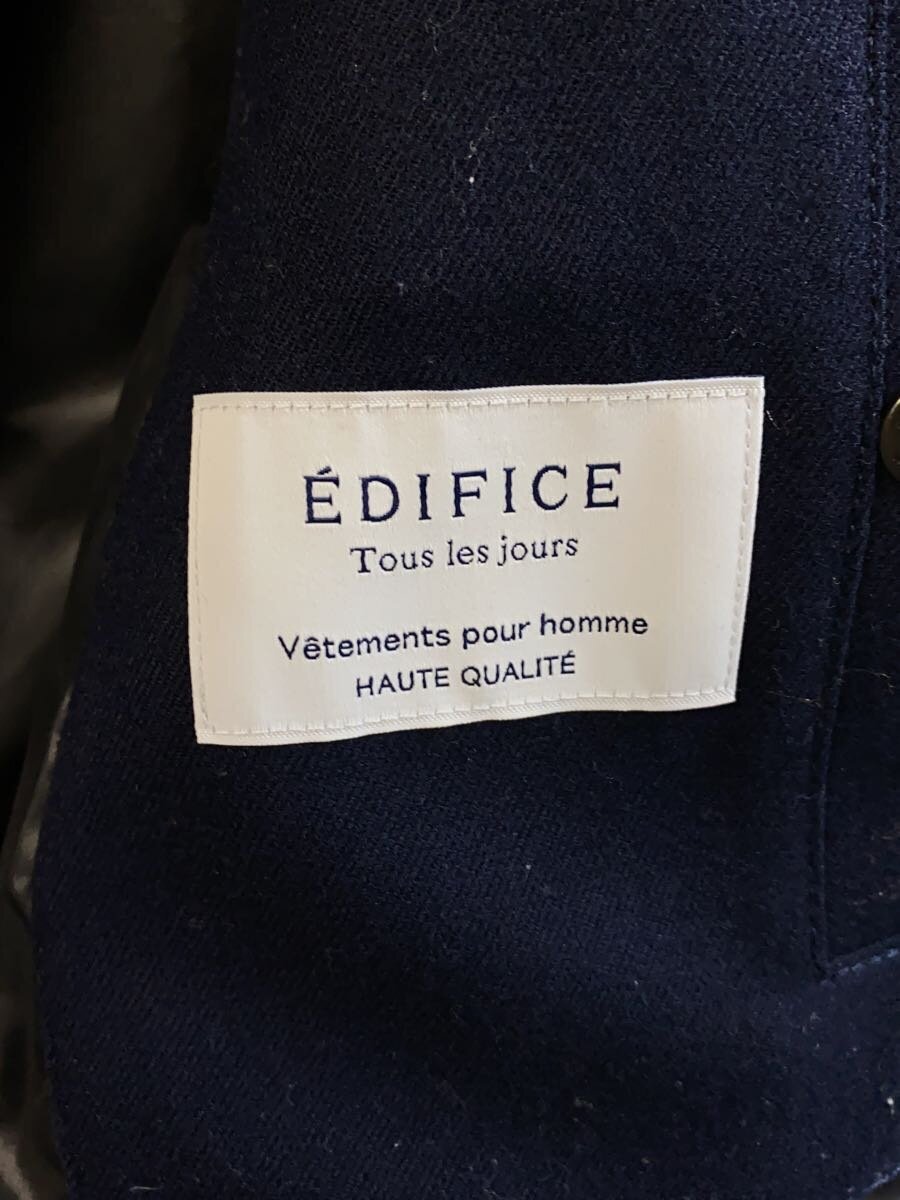 ÉDIFICE
Tous les jours
Vêtements pour homme
HAUTE QUALITÉ